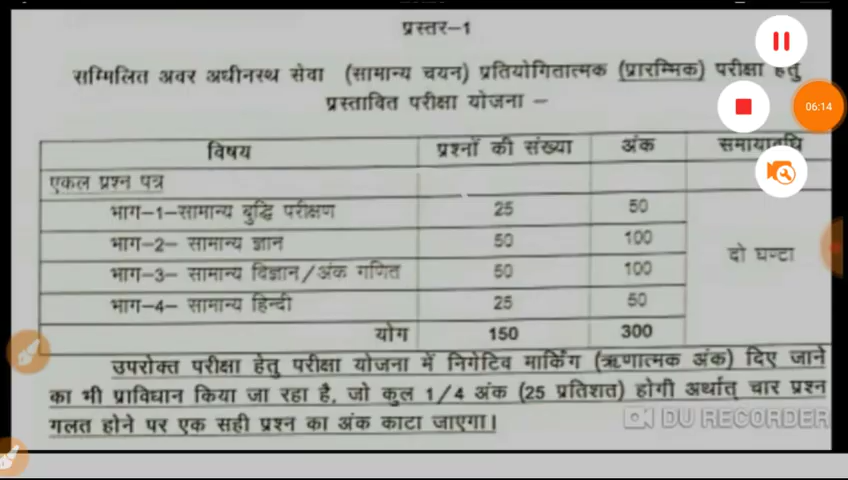 प्रस्तर-1
सम्मिलित अवर अधीनस्थ सेवा (सामान्य चयन) प्रतियोगितात्मक (प्रारम्भिक) परीक्षा हेतु
प्रस्तावित परीक्षा योजना –
विषय प्रश्नों की संख्या अंक समयावधि
एकल प्रश्न पत्र
भाग-1-सामान्य बुद्धि परीक्षण 25 50
भाग-2- सामान्य ज्ञान 50 100
दो घण्टा
भाग-3- सामान्य विज्ञान/अंक गणित 50 100
भाग-4- सामान्य हिन्दी 25 50
योग 150 300
उपरोक्त परीक्षा हेतु परीक्षा योजना में निगेटिव मार्किंग (ऋणात्मक अंक) दिए जाने
का भी प्राविधान किया जा रहा है, जो कुल 1/4 अंक (25 प्रतिशत) होगी अर्थात् चार प्रश्न
गलत होने पर एक सही प्रश्न का अंक काटा जाएगा।
06:14
DU RECORDER